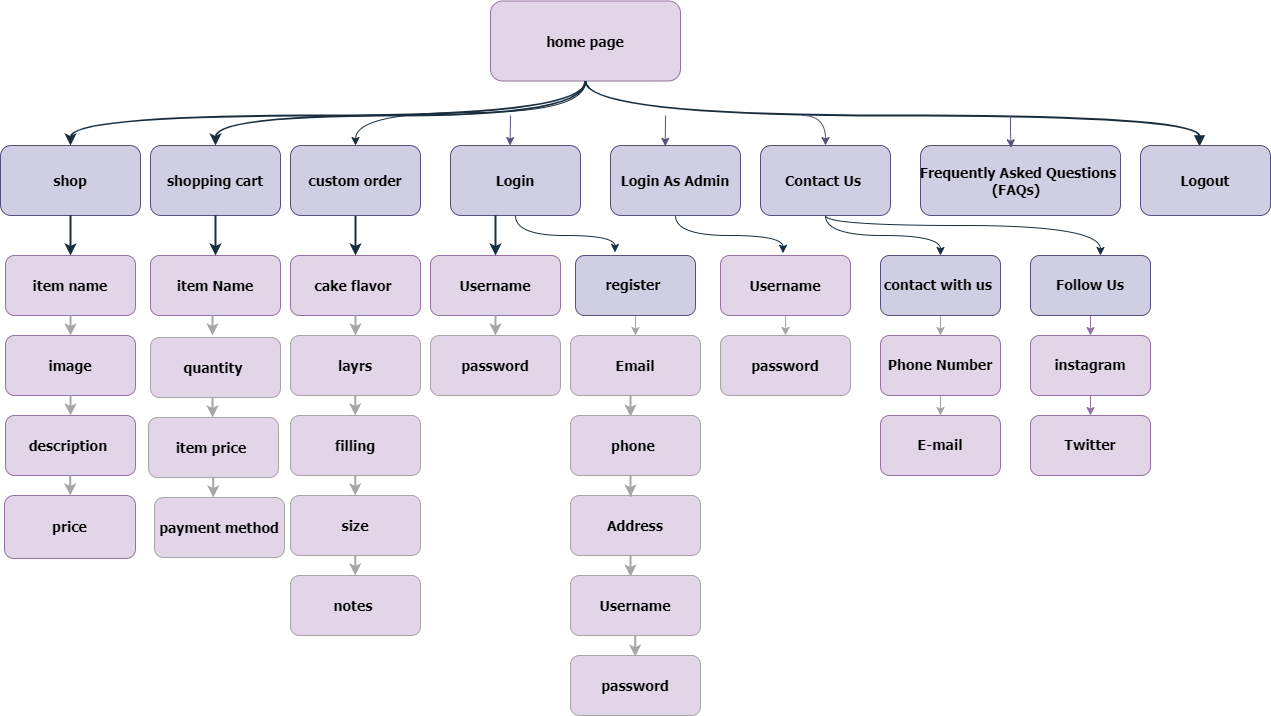 home page
shop
shopping cart
custom order
Login
Login As Admin
Contact Us
Frequently Asked Questions
(FAQs)
Logout
item name
item Name
cake flavor
Username
register
Username
contact with us
Follow Us
image
quantity
layrs
password
Email
password
Phone Number
instagram
description
item price
filling
phone
E-mail
Twitter
price
payment method
size
Address
notes
Username
password